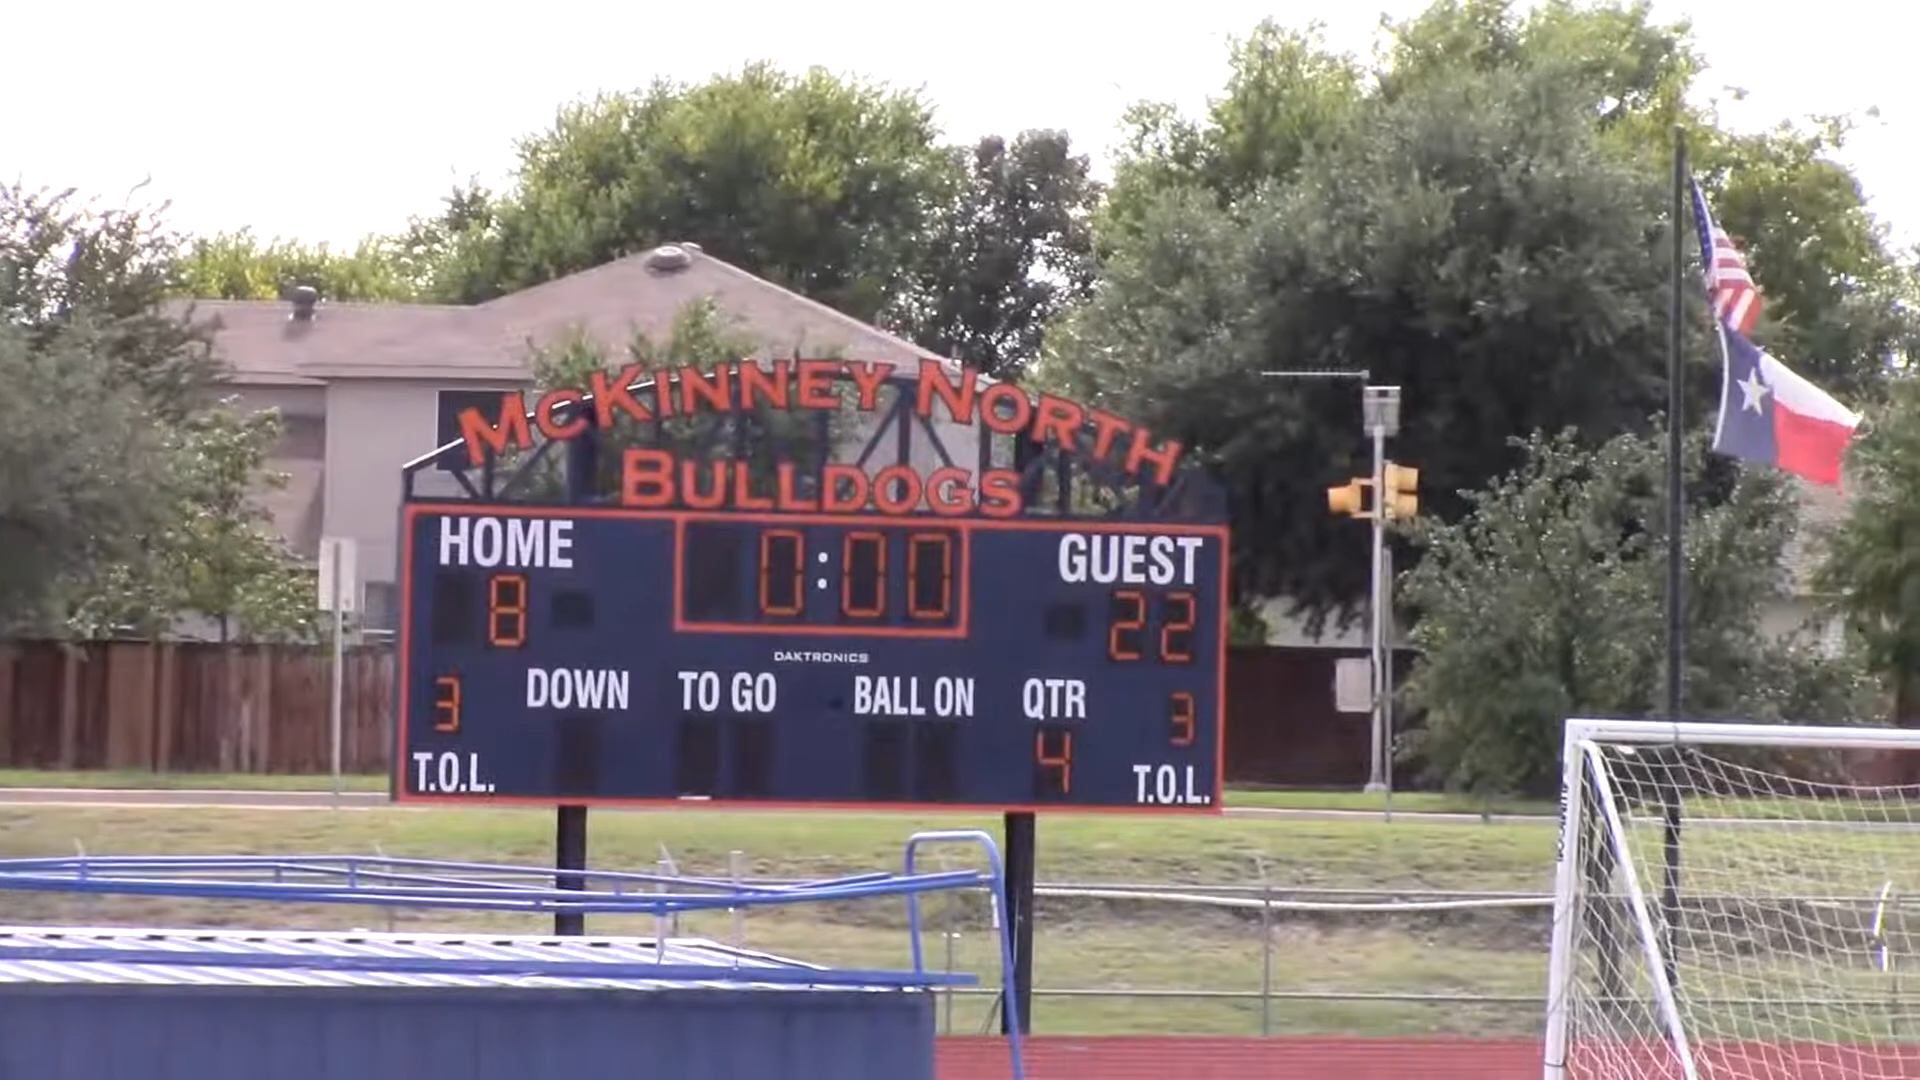 McKINNEY NORTH
BULLDOGS
HOME 0:00 GUEST
8 22
DAKTRONICS
3 DOWN TO GO BALL ON QTR 3
T.O.L. 4 T.O.L.